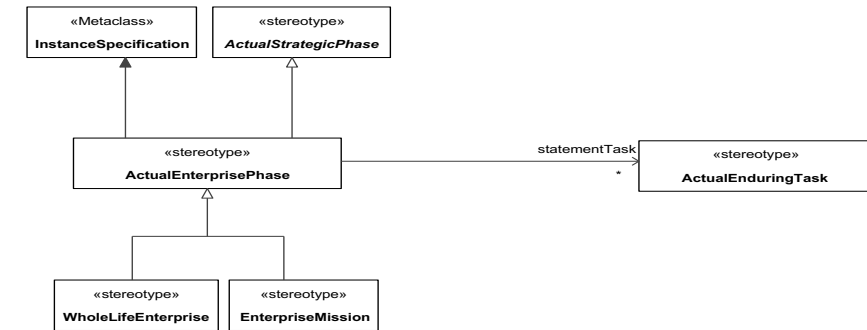 «Metaclass»
InstanceSpecification
«stereotype»
ActualStrategicPhase
«stereotype»
ActualEnterprisePhase
statementTask
*
«stereotype»
ActualEnduringTask
«stereotype»
WholeLifeEnterprise
«stereotype»
EnterpriseMission